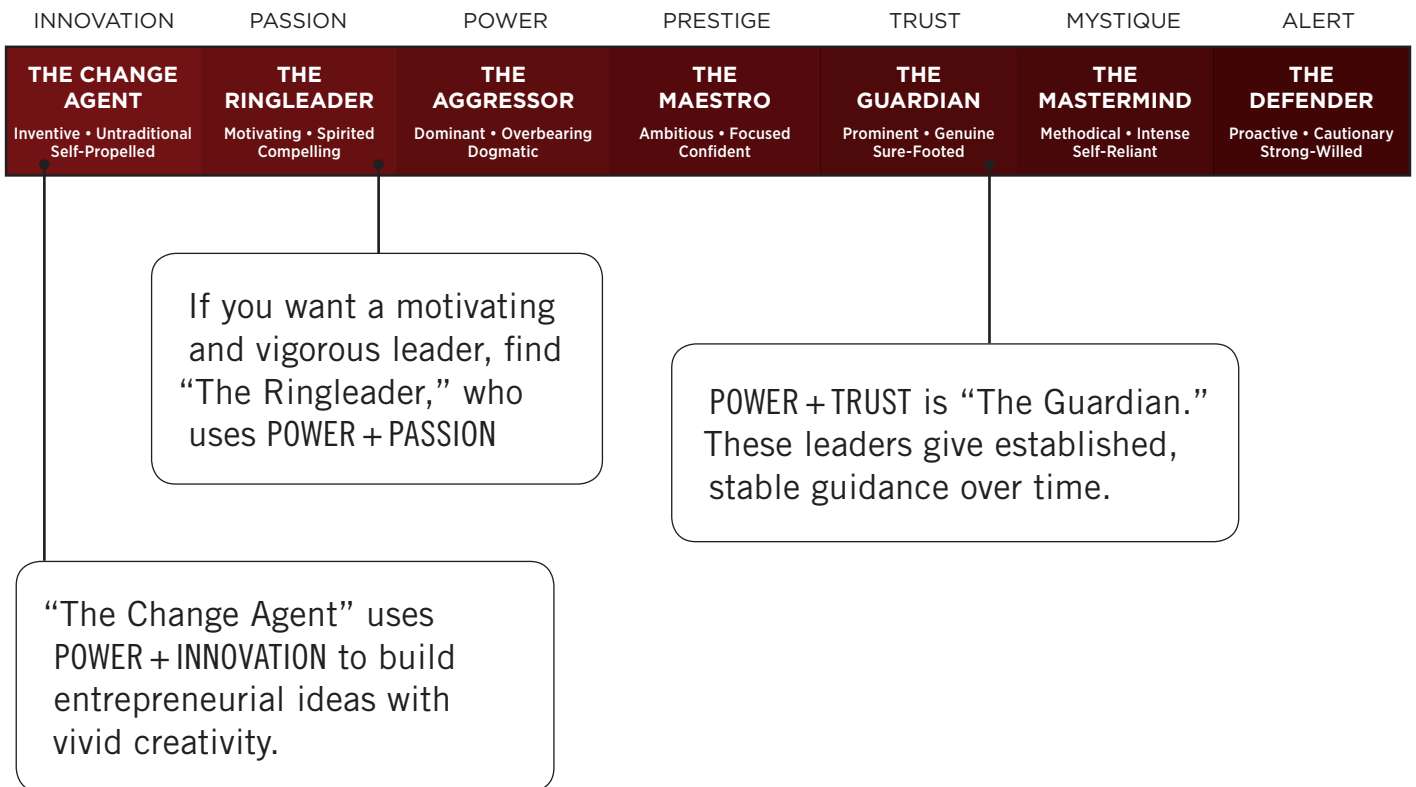 INNOVATION PASSION POWER PRESTIGE TRUST MYSTIQUE ALERT
THE CHANGE
AGENT
Inventive • Untraditional
Self-Propelled
THE
RINGLEADER
Motivating • Spirited
Compelling
THE
AGGRESSOR
Dominant • Overbearing
Dogmatic
THE
MAESTRO
Ambitious • Focused
Confident
THE
GUARDIAN
Prominent • Genuine
Sure-Footed
THE
MASTERMIND
Methodical • Intense
Self-Reliant
THE
DEFENDER
Proactive • Cautionary
Strong-Willed
If you want a motivating
and vigorous leader, find
“The Ringleader,” who
uses POWER + PASSION
POWER + TRUST is “The Guardian.”
These leaders give established,
stable guidance over time.
“The Change Agent” uses
POWER + INNOVATION to build
entrepreneurial ideas with
vivid creativity.